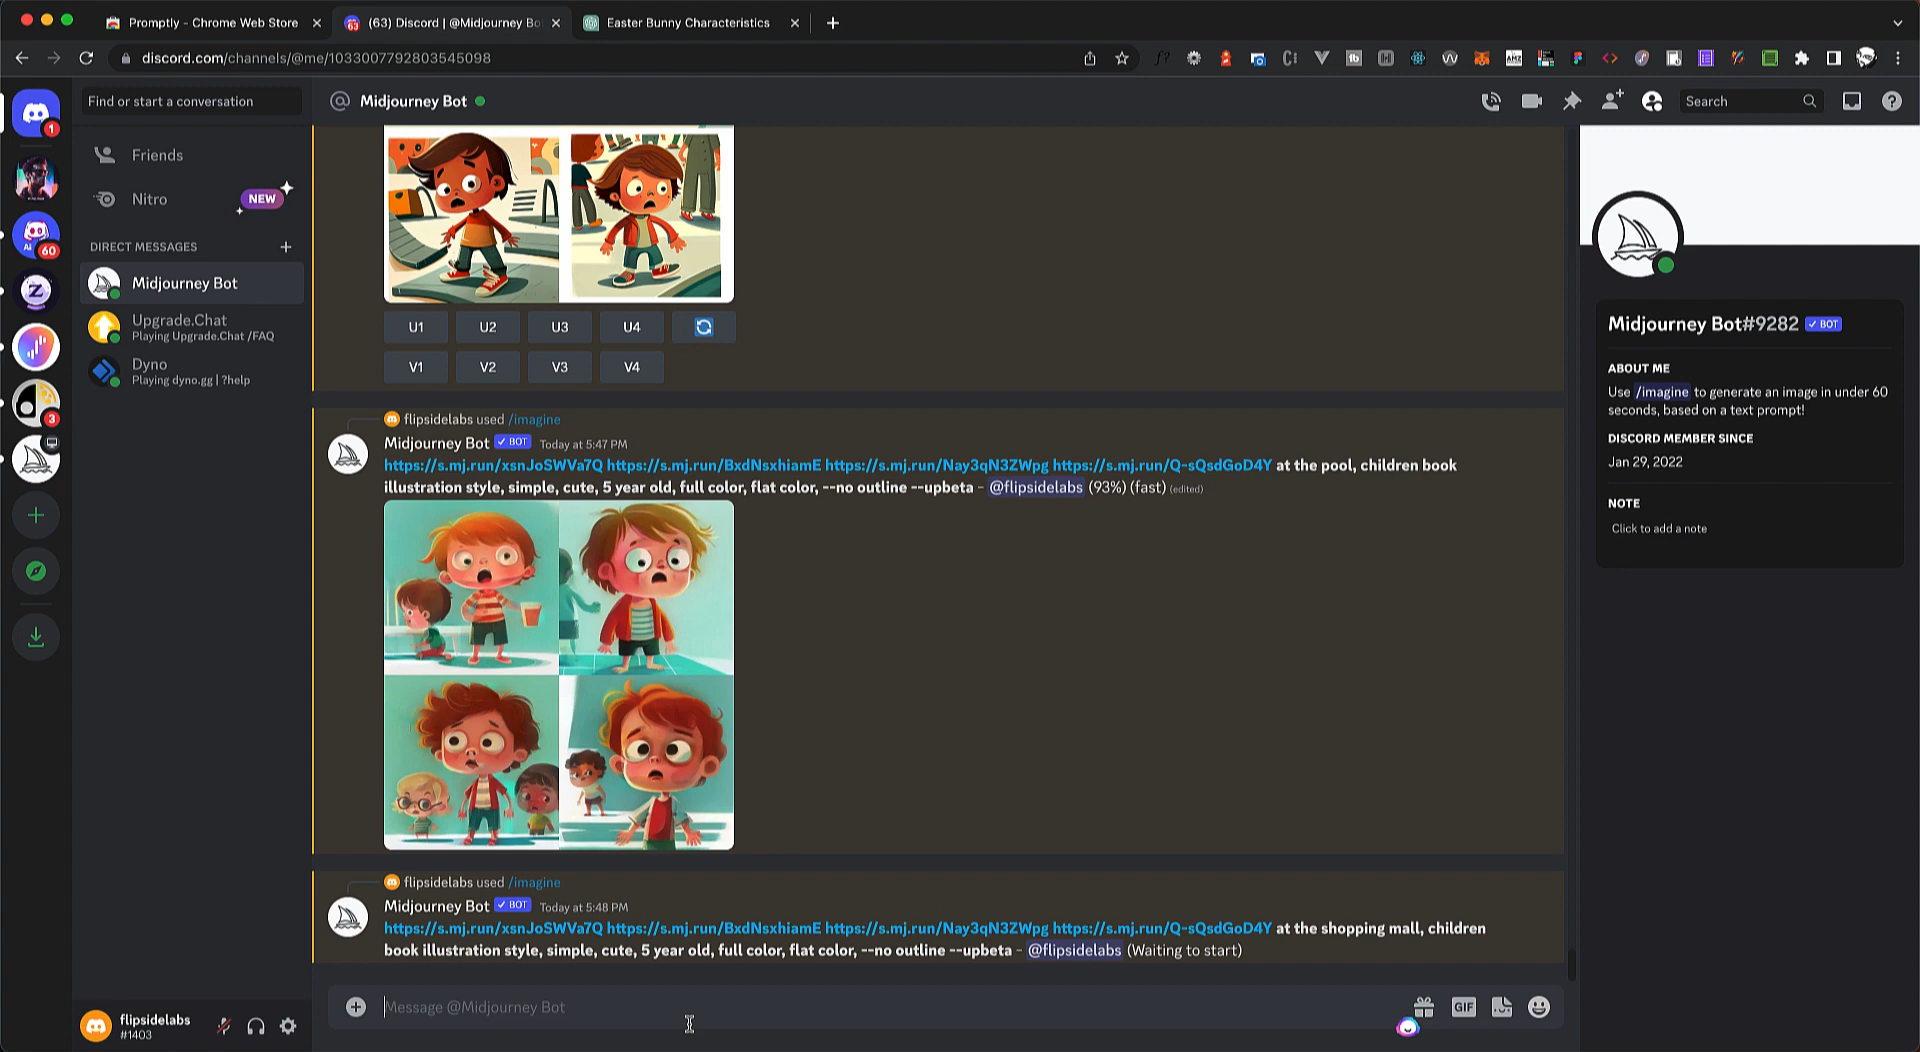 Promptly - Chrome Web Store
(63) Discord | @Midjourney Bo
Easter Bunny Characteristics
discord.com/channels/@me/1033007792803545098
Find or start a conversation
Midjourney Bot
Search
1
Friends
Nitro
NEW
DIRECT MESSAGES
Midjourney Bot
Upgrade.Chat
Playing Upgrade.Chat /FAQ
Dyno
Playing dyno.gg | ?help
Ai
60
Z
3
U1
U2
U3
U4
V1
V2
V3
V4
flipsidelabs used /imagine
Midjourney Bot BOT Today at 5:47 PM
https://s.mj.run/xsnJoSWVa7Q https://s.mj.run/BxdNsxhiamE https://s.mj.run/Nay3qN3ZWpg https://s.mj.run/Q-sQsdGoD4Y at the pool, children book
illustration style, simple, cute, 5 year old, full color, flat color, --no outline --upbeta - @flipsidelabs (93%) (fast) (edited)
flipsidelabs used /imagine
Midjourney Bot BOT Today at 5:48 PM
https://s.mj.run/xsnJoSWVa7Q https://s.mj.run/BxdNsxhiamE https://s.mj.run/Nay3qN3ZWpg https://s.mj.run/Q-sQsdGoD4Y at the shopping mall, children
book illustration style, simple, cute, 5 year old, full color, flat color, --no outline --upbeta - @flipsidelabs (Waiting to start)
Message @Midjourney Bot
GIF
flipsidelabs
#1403
Midjourney Bot#9282 BOT
ABOUT ME
Use /imagine to generate an image in under 60
seconds, based on a text prompt!
DISCORD MEMBER SINCE
Jan 29, 2022
NOTE
Click to add a note